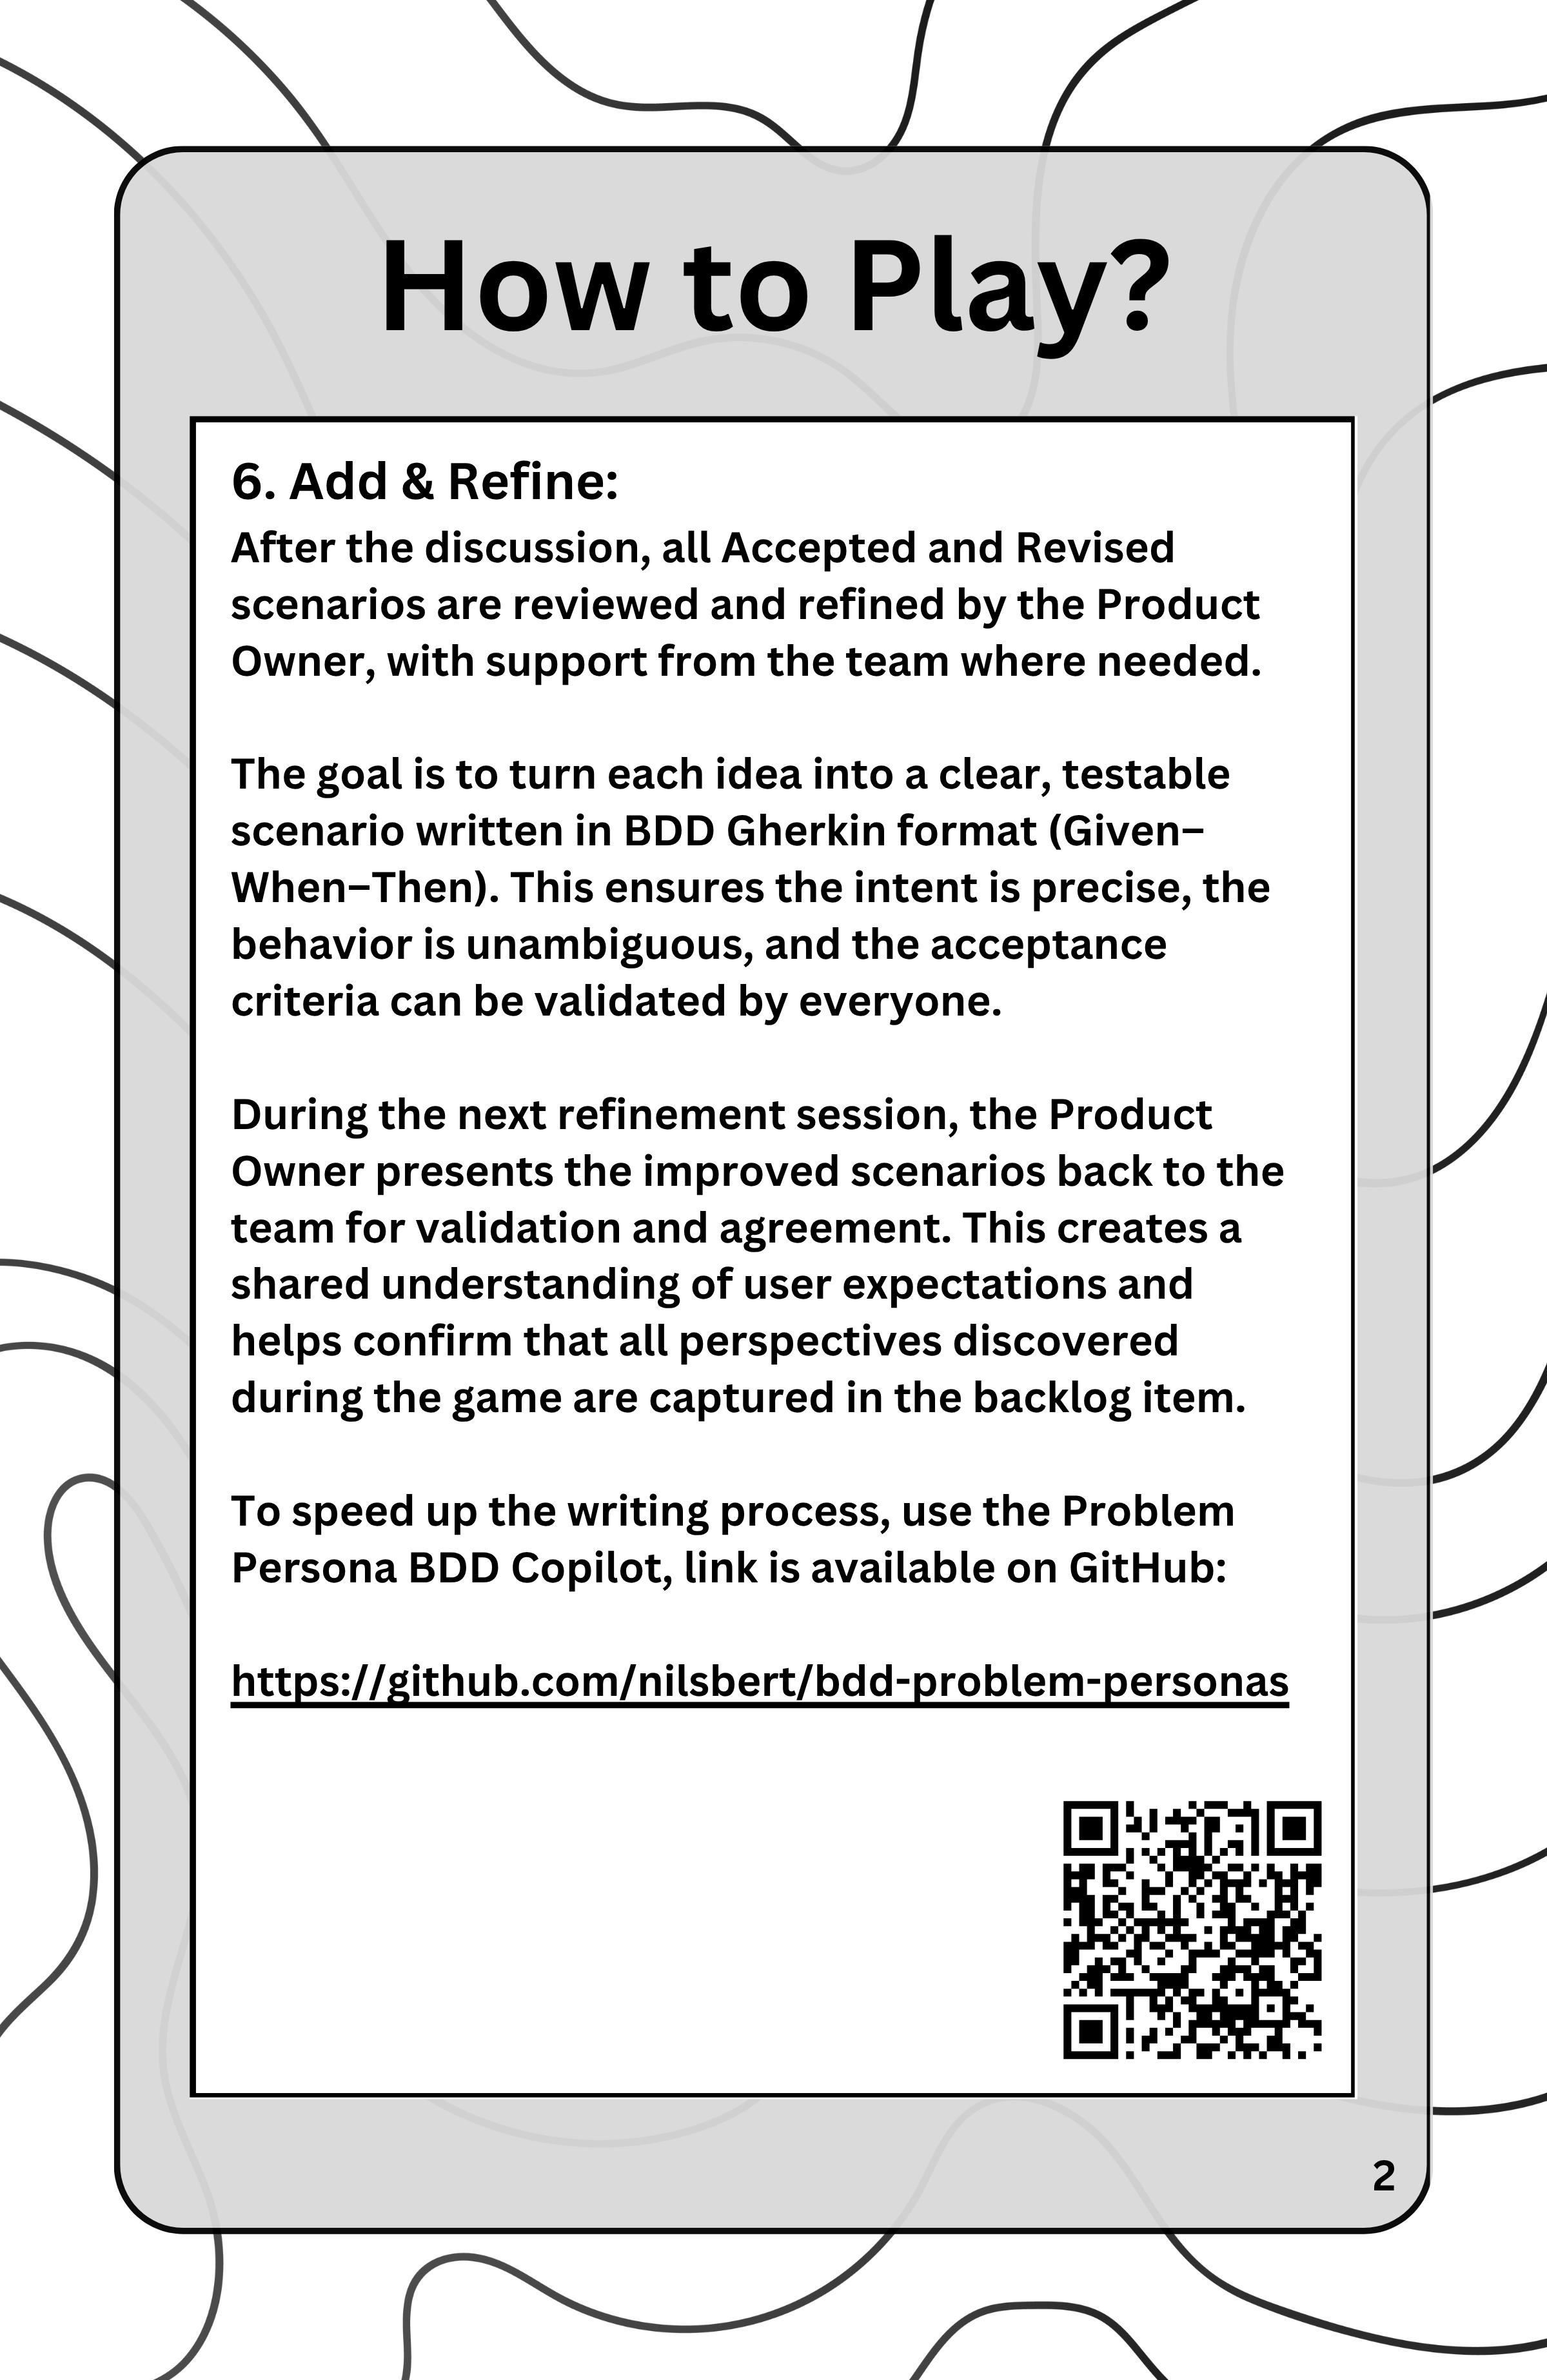 How to Play?
6. Add & Refine:
After the discussion, all Accepted and Revised
scenarios are reviewed and refined by the Product
Owner, with support from the team where needed.
The goal is to turn each idea into a clear, testable
scenario written in BDD Gherkin format (Given–
When–Then). This ensures the intent is precise, the
behavior is unambiguous, and the acceptance
criteria can be validated by everyone.
During the next refinement session, the Product
Owner presents the improved scenarios back to the
team for validation and agreement. This creates a
shared understanding of user expectations and
helps confirm that all perspectives discovered
during the game are captured in the backlog item.
To speed up the writing process, use the Problem
Persona BDD Copilot, link is available on GitHub:
https://github.com/nilsbert/bdd-problem-personas
2